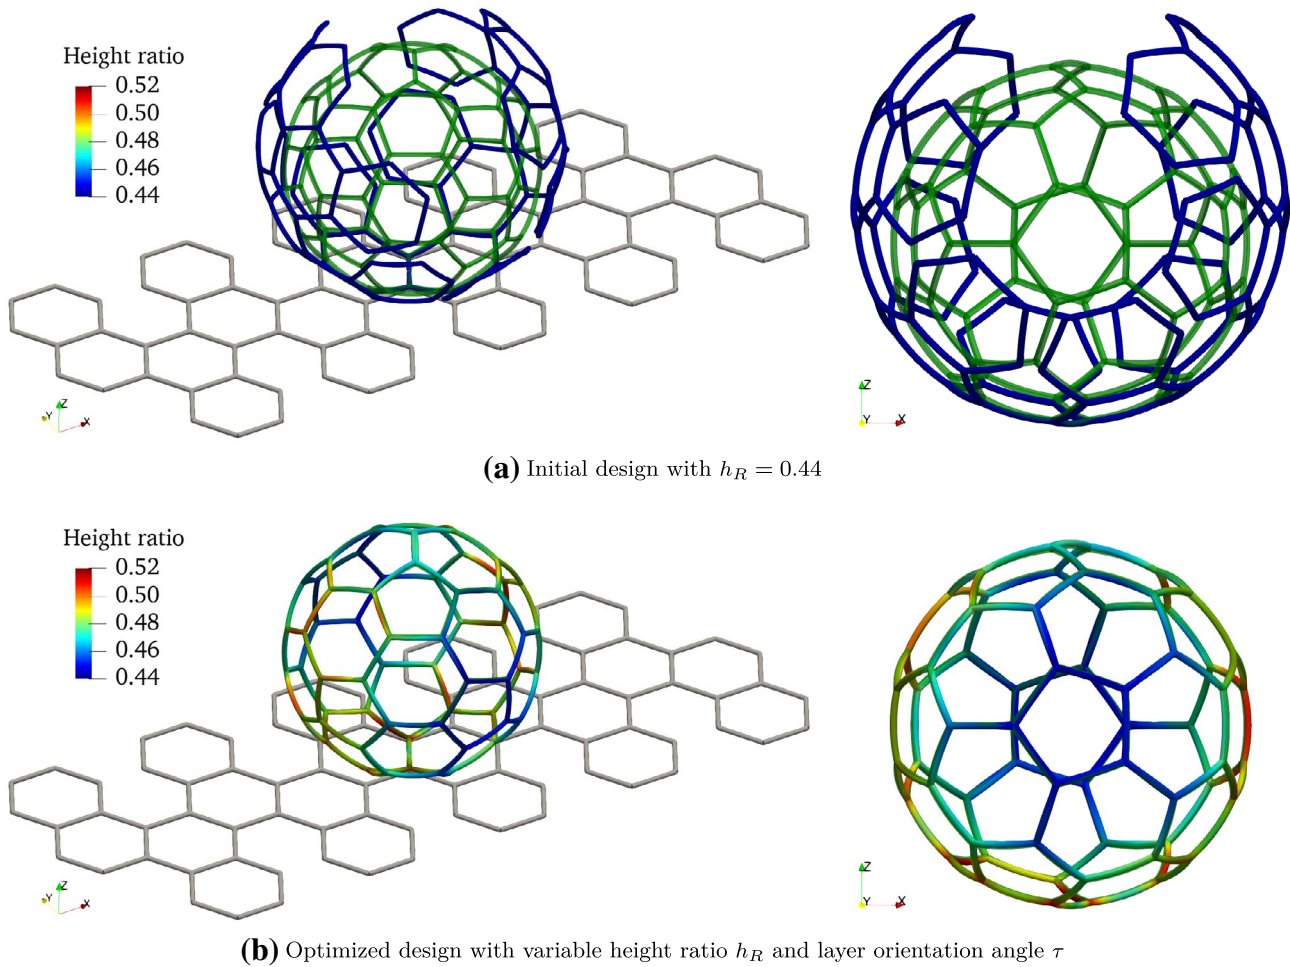 Height ratio
0.52
0.50
0.48
0.46
0.44
Z
Y
X
Z
Y
X
(a) Initial design with h_R = 0.44
Height ratio
0.52
0.50
0.48
0.46
0.44
Z
Y
X
Z
Y
X
(b) Optimized design with variable height ratio h_R and layer orientation angle τ